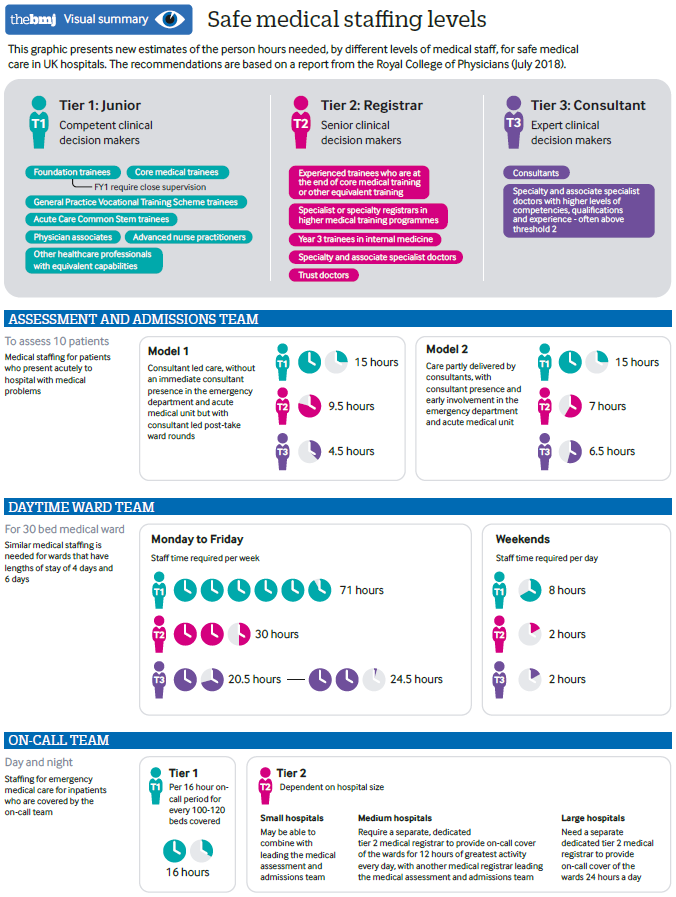 thebmj Visual summary
Safe medical staffing levels
This graphic presents new estimates of the person hours needed, by different levels of medical staff, for safe medical
care in UK hospitals. The recommendations are based on a report from the Royal College of Physicians (July 2018).
T1
Tier 1: Junior
Competent clinical
decision makers
Foundation trainees
Core medical trainees
FY1 require close supervision
General Practice Vocational Training Scheme trainees
Acute Care Common Stem trainees
Physician associates
Advanced nurse practitioners
Other healthcare professionals
with equivalent capabilities
T2
Tier 2: Registrar
Senior clinical
decision makers
Experienced trainees who are at
the end of core medical training
or other equivalent training
Specialist or specialty registrars in
higher medical training programmes
Year 3 trainees in internal medicine
Specialty and associate specialist doctors
Trust doctors
T3
Tier 3: Consultant
Expert clinical
decision makers
Consultants
Specialty and associate specialist
doctors with higher levels of
competencies, qualifications
and experience - often above
threshold 2
ASSESSMENT AND ADMISSIONS TEAM
To assess 10 patients
Medical staffing for patients
who present acutely to
hospital with medical
problems
Model 1
Consultant led care, without
an immediate consultant
presence in the emergency
department and acute
medical unit but with
consultant led post-take
ward rounds
T1 15 hours
T2 9.5 hours
T3 4.5 hours
Model 2
Care partly delivered by
consultants, with
consultant presence and
early involvement in the
emergency department
and acute medical unit
T1 15 hours
T2 7 hours
T3 6.5 hours
DAYTIME WARD TEAM
For 30 bed medical ward
Similar medical staffing is
needed for wards that have
lengths of stay of 4 days and
6 days
Monday to Friday
Staff time required per week
T1 71 hours
T2 30 hours
T3 20.5 hours 24.5 hours
Weekends
Staff time required per day
T1 8 hours
T2 2 hours
T3 2 hours
ON-CALL TEAM
Day and night
Staffing for emergency
medical care for inpatients
who are covered by the
on-call team
T1
Tier 1
Per 16 hour on-
call period for
every 100-120
beds covered
16 hours
T2
Tier 2
Dependent on hospital size
Small hospitals
May be able to
combine with
leading the medical
assessment and
admissions team
Medium hospitals
Require a separate, dedicated
tier 2 medical registrar to provide on-call cover
of the wards for 12 hours of greatest activity
every day, with another medical registrar leading
the medical assessment and admissions team
Large hospitals
Need a separate
dedicated tier 2 medical
registrar to provide
on-call cover of the
wards 24 hours a day